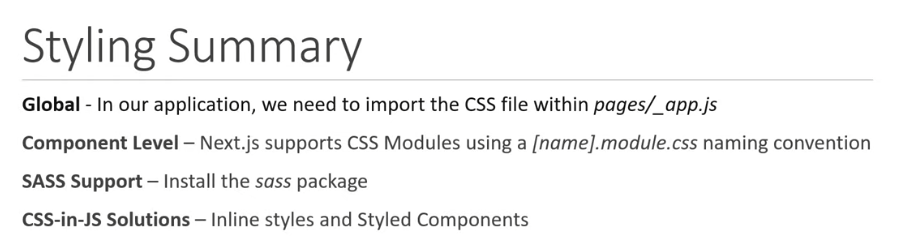 Styling Summary
Global - In our application, we need to import the CSS file within pages/_app.js
Component Level – Next.js supports CSS Modules using a [name].module.css naming convention
SASS Support – Install the sass package
CSS-in-JS Solutions – Inline styles and Styled Components